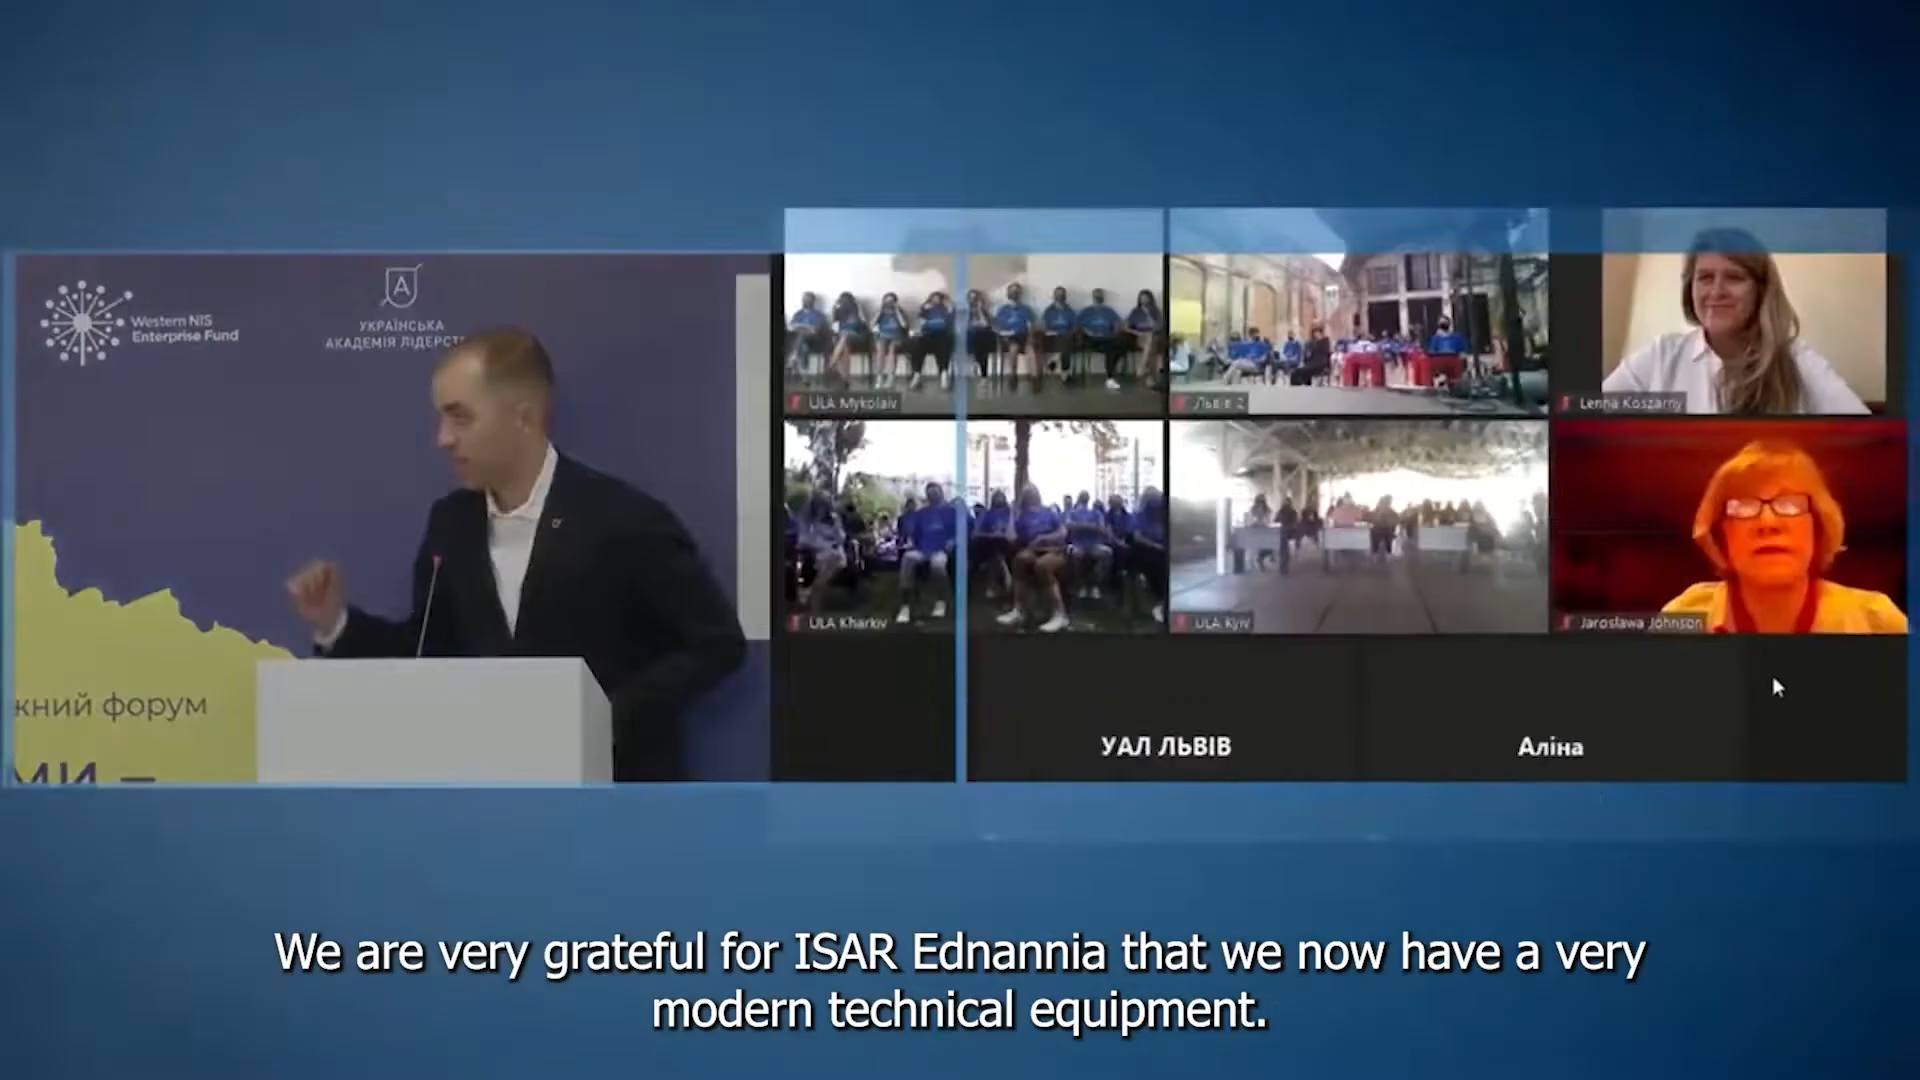 Western NIS
Enterprise Fund
А
УКРАЇНСЬКА
АКАДЕМІЯ ЛІДЕРСТ
жний форум
ми –
ULA Mykolaiv
Львів 2
Lenna Koszarny
ULA Kharkiv
ULA Kyiv
Jaroslawa Johnson
УАЛ ЛЬВІВ
Аліна
We are very grateful for ISAR Ednannia that we now have a very
modern technical equipment.